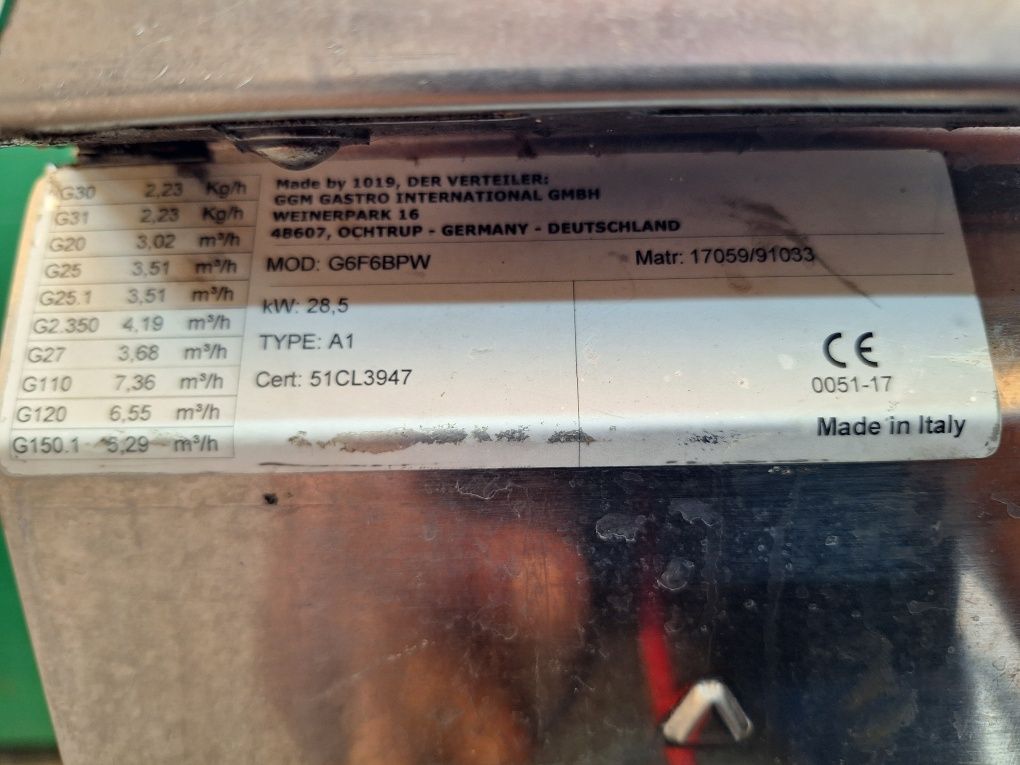 G30 2,23 Kg/h
G31 2,23 Kg/h
G20 3,02 m³/h
G25 3,51 m³/h
G25.1 3,51 m³/h
G2.350 4,19 m³/h
G27 3,68 m³/h
G110 7,36 m³/h
G120 6,55 m³/h
G150.1 5,29 m³/h
Made by 1019, DER VERTEILER:
GGM GASTRO INTERNATIONAL GMBH
WEINERPARK 16
48607, OCHTRUP - GERMANY - DEUTSCHLAND
MOD: G6F6BPW Matr: 17059/91033
kW: 28,5
TYPE: A1
Cert: 51CL3947
CE
0051-17
Made in Italy